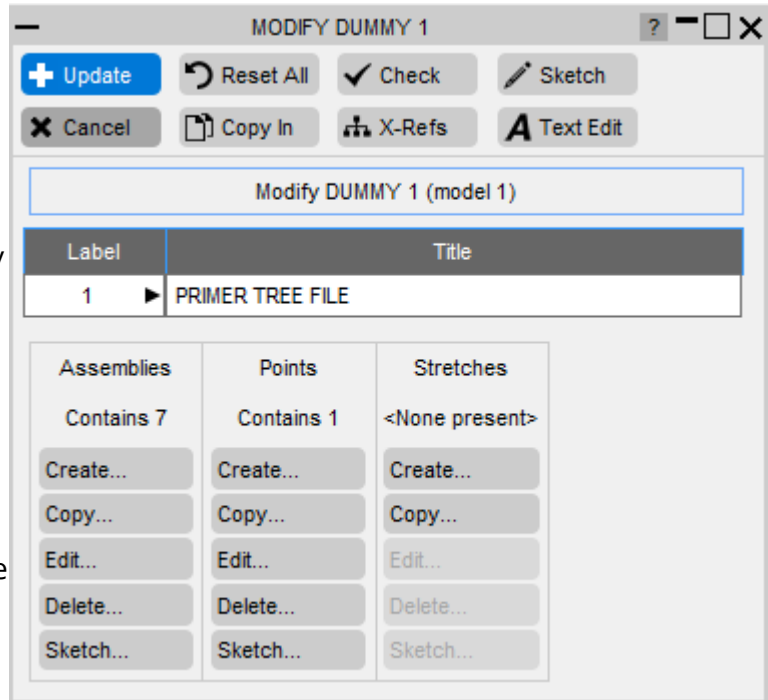 MODIFY DUMMY 1 ?
Update Reset All Check Sketch
Cancel Copy In X-Refs A Text Edit
Modify DUMMY 1 (model 1)
Label Title
1 PRIMER TREE FILE
Assemblies Points Stretches
Contains 7 Contains 1 <None present>
Create... Create... Create...
Copy... Copy... Copy...
Edit... Edit... Edit...
Delete... Delete... Delete...
Sketch... Sketch... Sketch...